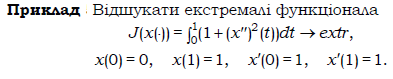 Приклад Відшукати екстремалі функціонала
J(x(·)) = ∫₀¹(1 + (x″)²(t))dt → extr,
x(0) = 0, x(1) = 1, x′(0) = 1, x′(1) = 1.